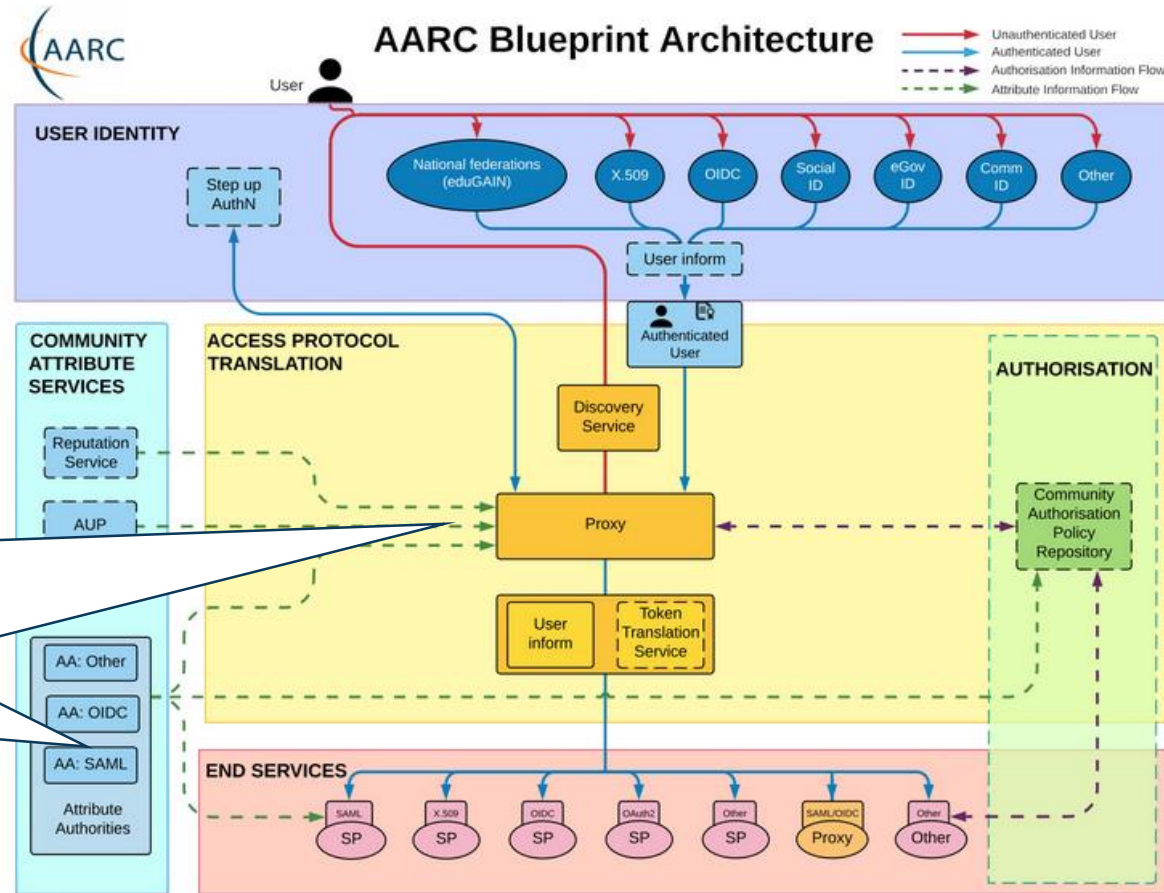 AARC
AARC Blueprint Architecture
Unauthenticated User
Authenticated User
Authorisation Information Flow
Attribute Information Flow
User
USER IDENTITY
Step up
AuthN
National federations
(eduGAIN)
X.509
OIDC
Social
ID
eGov
ID
Comm
ID
Other
User inform
Authenticated
User
COMMUNITY
ATTRIBUTE
SERVICES
ACCESS PROTOCOL
TRANSLATION
AUTHORISATION
Discovery
Service
Reputation
Service
AUP
Proxy
Community
Authorisation
Policy
Repository
User
inform
Token
Translation
Service
AA: Other
AA: OIDC
AA: SAML
Attribute
Authorities
END SERVICES
SAML
SP
X.509
SP
OIDC
SP
OAuth2
SP
Other
SP
SAML/OIDC
Proxy
Other
Other